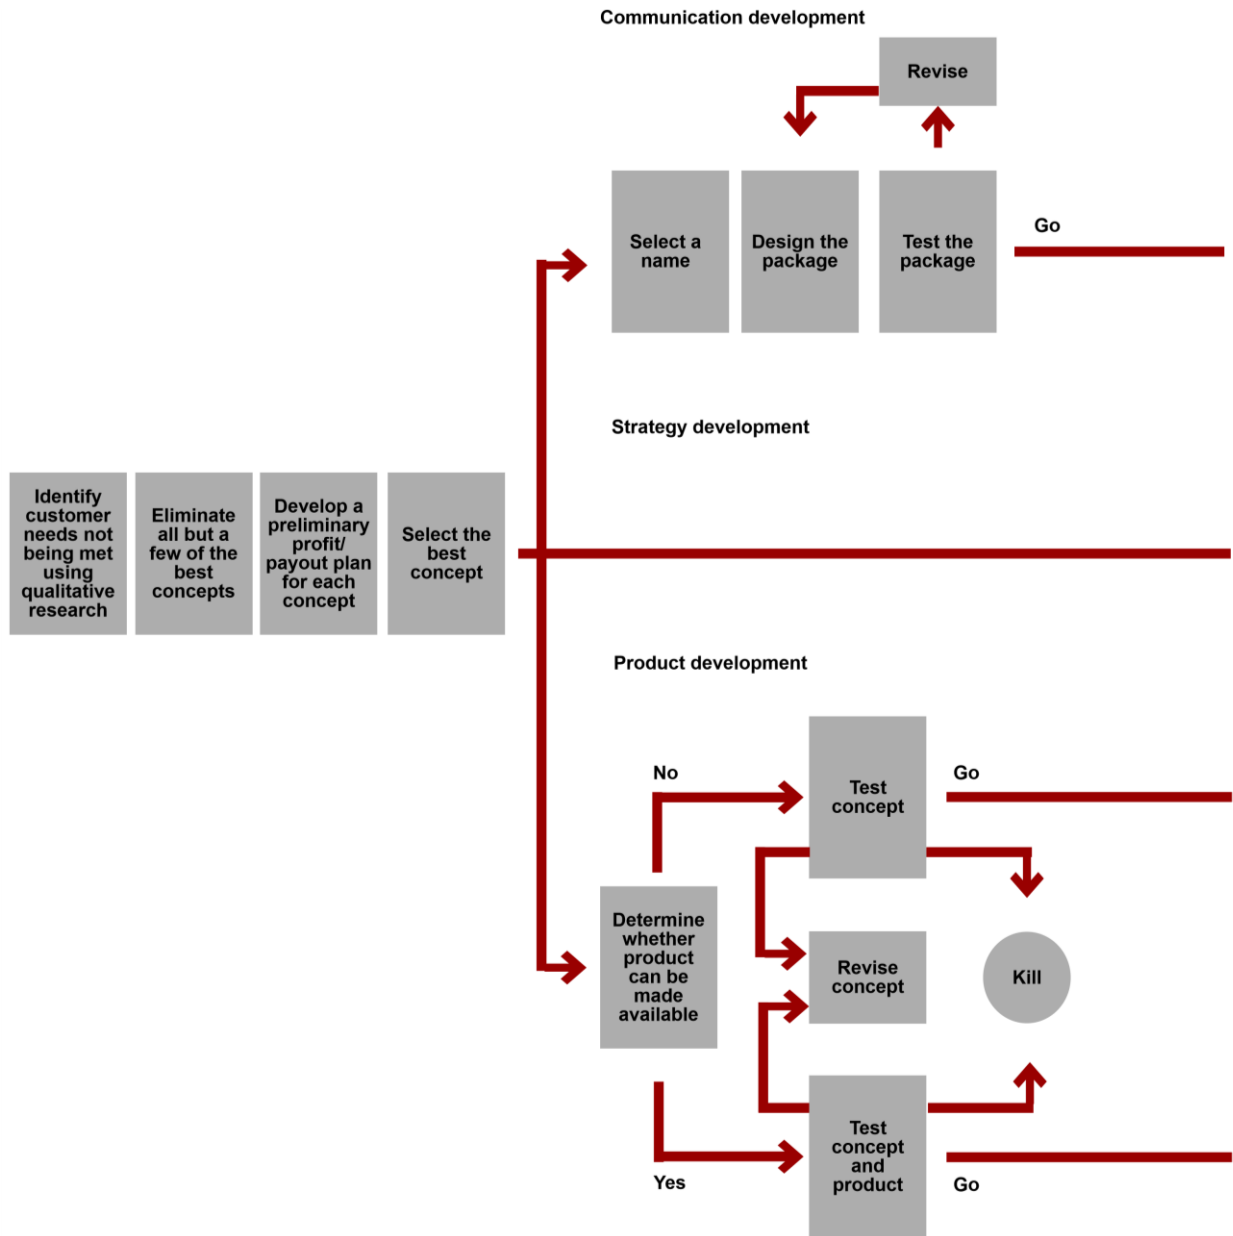 Communication development
Revise
Select a
name
Design the
package
Test the
package
Go
Strategy development
Identify
customer
needs not
being met
using
qualitative
research
Eliminate
all but a
few of the
best
concepts
Develop a
preliminary
profit/
payout plan
for each
concept
Select the
best
concept
Product development
No
Test
concept
Go
Determine
whether
product
can be
made
available
Revise
concept
Kill
Yes
Test
concept
and
product
Go